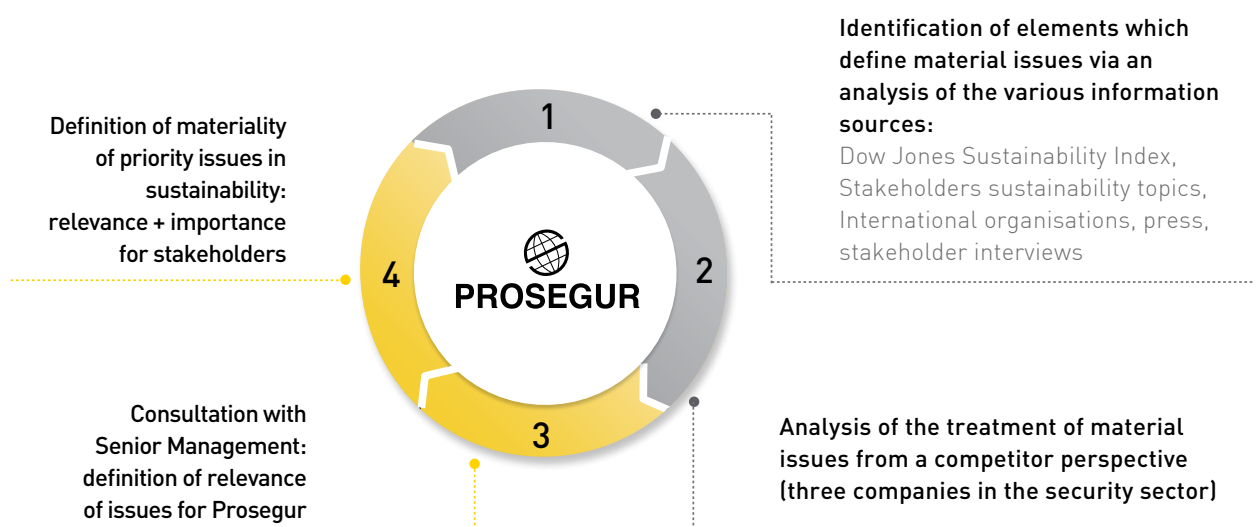 1
Identification of elements which
define material issues via an
analysis of the various information
sources:
Dow Jones Sustainability Index,
Stakeholders sustainability topics,
International organisations, press,
stakeholder interviews
2
Analysis of the treatment of material
issues from a competitor perspective
(three companies in the security sector)
3
Consultation with
Senior Management:
definition of relevance
of issues for Prosegur
4
Definition of materiality
of priority issues in
sustainability:
relevance + importance
for stakeholders
PROSEGUR